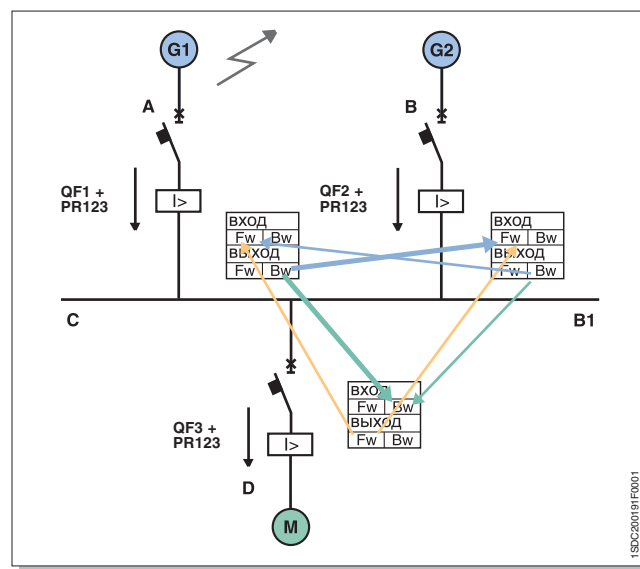 G1
G2
A
B
QF1 +
PR123
I>
QF2 +
PR123
I>
ВХОД
Fw Bw
ВЫХОД
Fw Bw
ВХОД
Fw Bw
ВЫХОД
Fw Bw
C
B1
ВХОД
Fw Bw
ВЫХОД
Fw Bw
QF3 +
PR123
I>
D
M
1SDC200191F0001